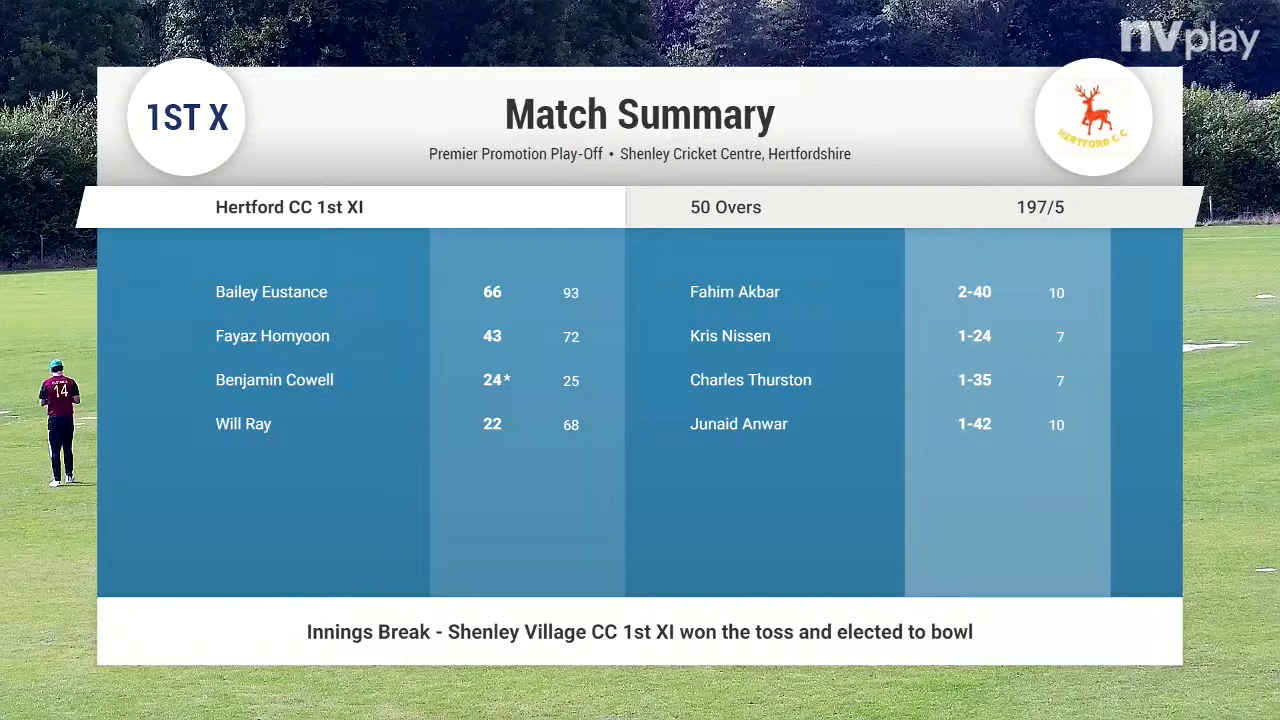 nvplay
1ST X
Match Summary
Premier Promotion Play-Off • Shenley Cricket Centre, Hertfordshire
HERTFORD C.C
Hertford CC 1st XI 50 Overs 197/5
Bailey Eustance 66 93 Fahim Akbar 2-40 10
Fayaz Homyoon 43 72 Kris Nissen 1-24 7
Benjamin Cowell 24* 25 Charles Thurston 1-35 7
Will Ray 22 68 Junaid Anwar 1-42 10
14
Innings Break - Shenley Village CC 1st XI won the toss and elected to bowl